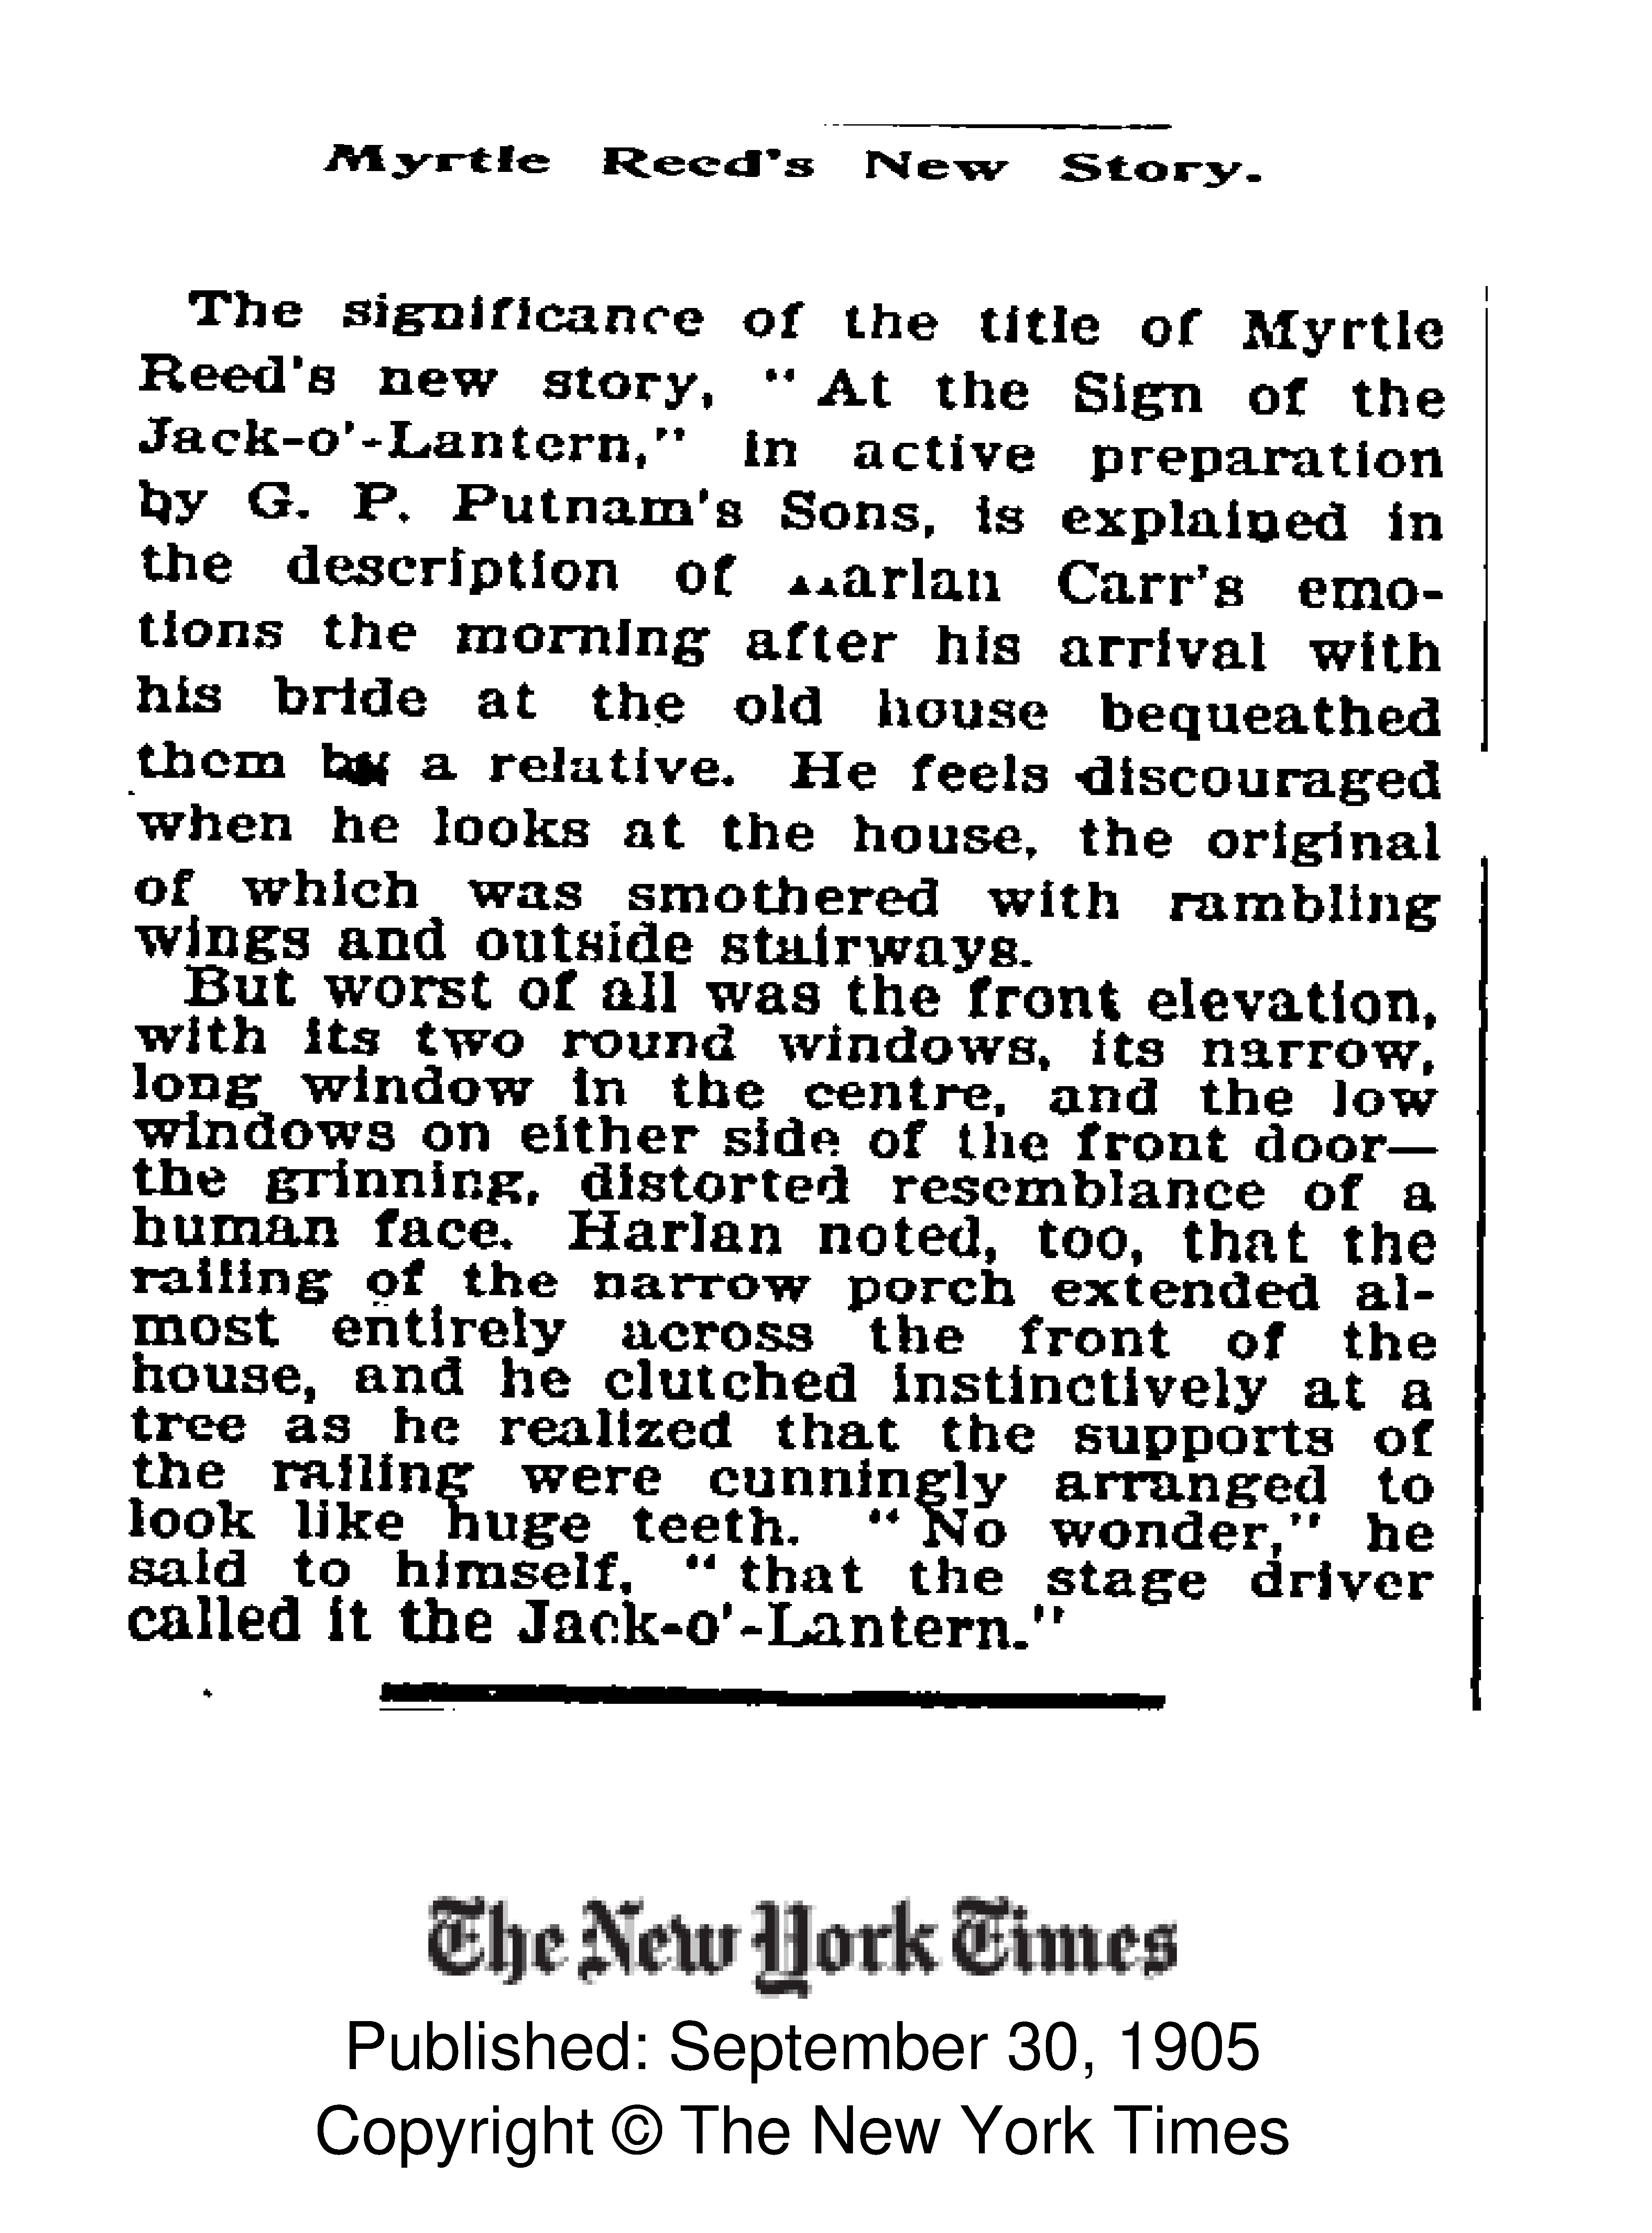 Myrtle Reed's New Story.
The significance of the title of Myrtle
Reed's new story, "At the Sign of the
Jack-o'-Lantern," in active preparation
by G. P. Putnam's Sons, is explained in
the description of Harlan Carr's emo-
tions the morning after his arrival with
his bride at the old house bequeathed
them by a relative. He feels discouraged
when he looks at the house, the original
of which was smothered with rambling
wings and outside stairways.
But worst of all was the front elevation,
with its two round windows, its narrow,
long window in the centre, and the low
windows on either side of the front door—
the grinning, distorted resemblance of a
human face. Harlan noted, too, that the
railing of the narrow porch extended al-
most entirely across the front of the
house, and he clutched instinctively at a
tree as he realized that the supports of
the railing were cunningly arranged to
look like huge teeth. "No wonder," he
said to himself, "that the stage driver
called it the Jack-o'-Lantern."
The New York Times
Published: September 30, 1905
Copyright © The New York Times